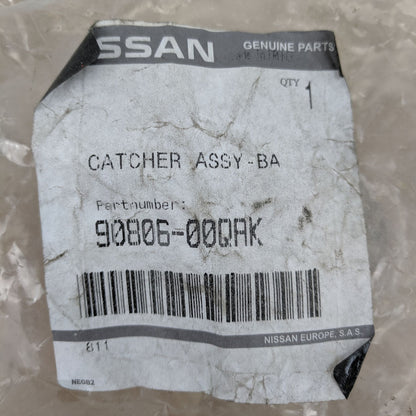 SSAN GENUINE PARTS
QTY 1
CATCHER ASSY-BA
Partnumber:
90806-00QAK
NISSAN EUROPE, S.A.S.
811
NE082